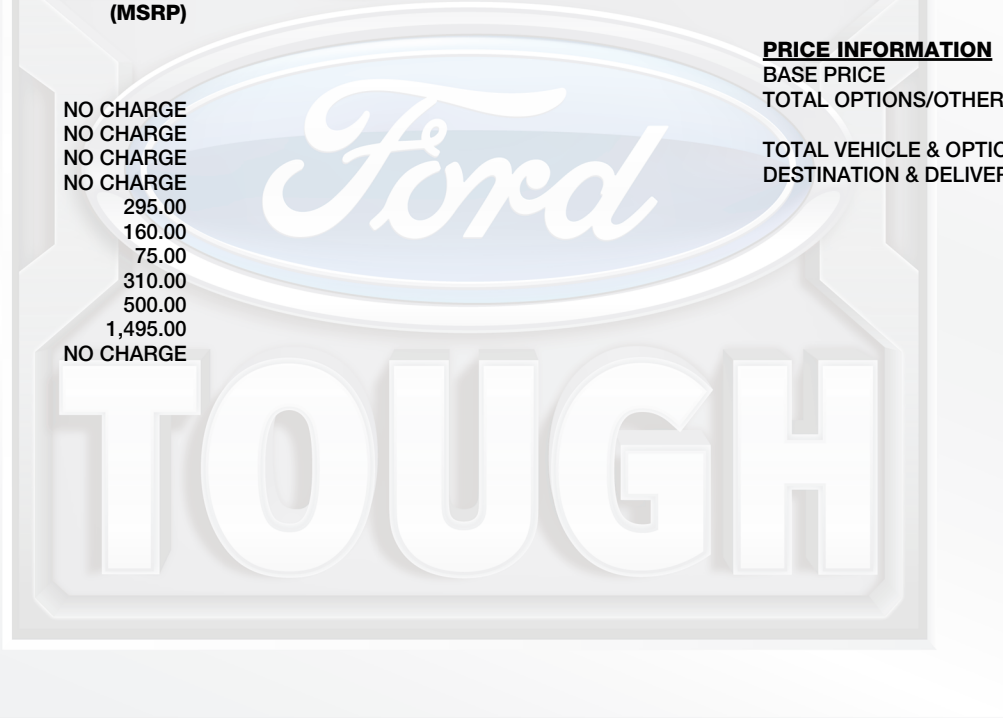 (MSRP)
NO CHARGE
NO CHARGE
NO CHARGE
NO CHARGE
295.00
160.00
75.00
310.00
500.00
1,495.00
NO CHARGE
PRICE INFORMATION
BASE PRICE
TOTAL OPTIONS/OTHER
TOTAL VEHICLE & OPTIO
DESTINATION & DELIVER
Ford
TOUGH